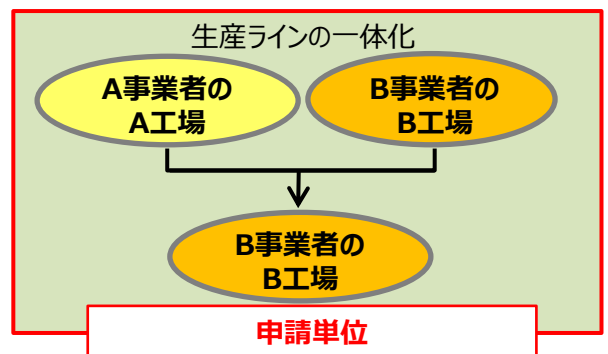 生産ラインの一体化
A事業者の
A工場
B事業者の
B工場
B事業者の
B工場
申請単位